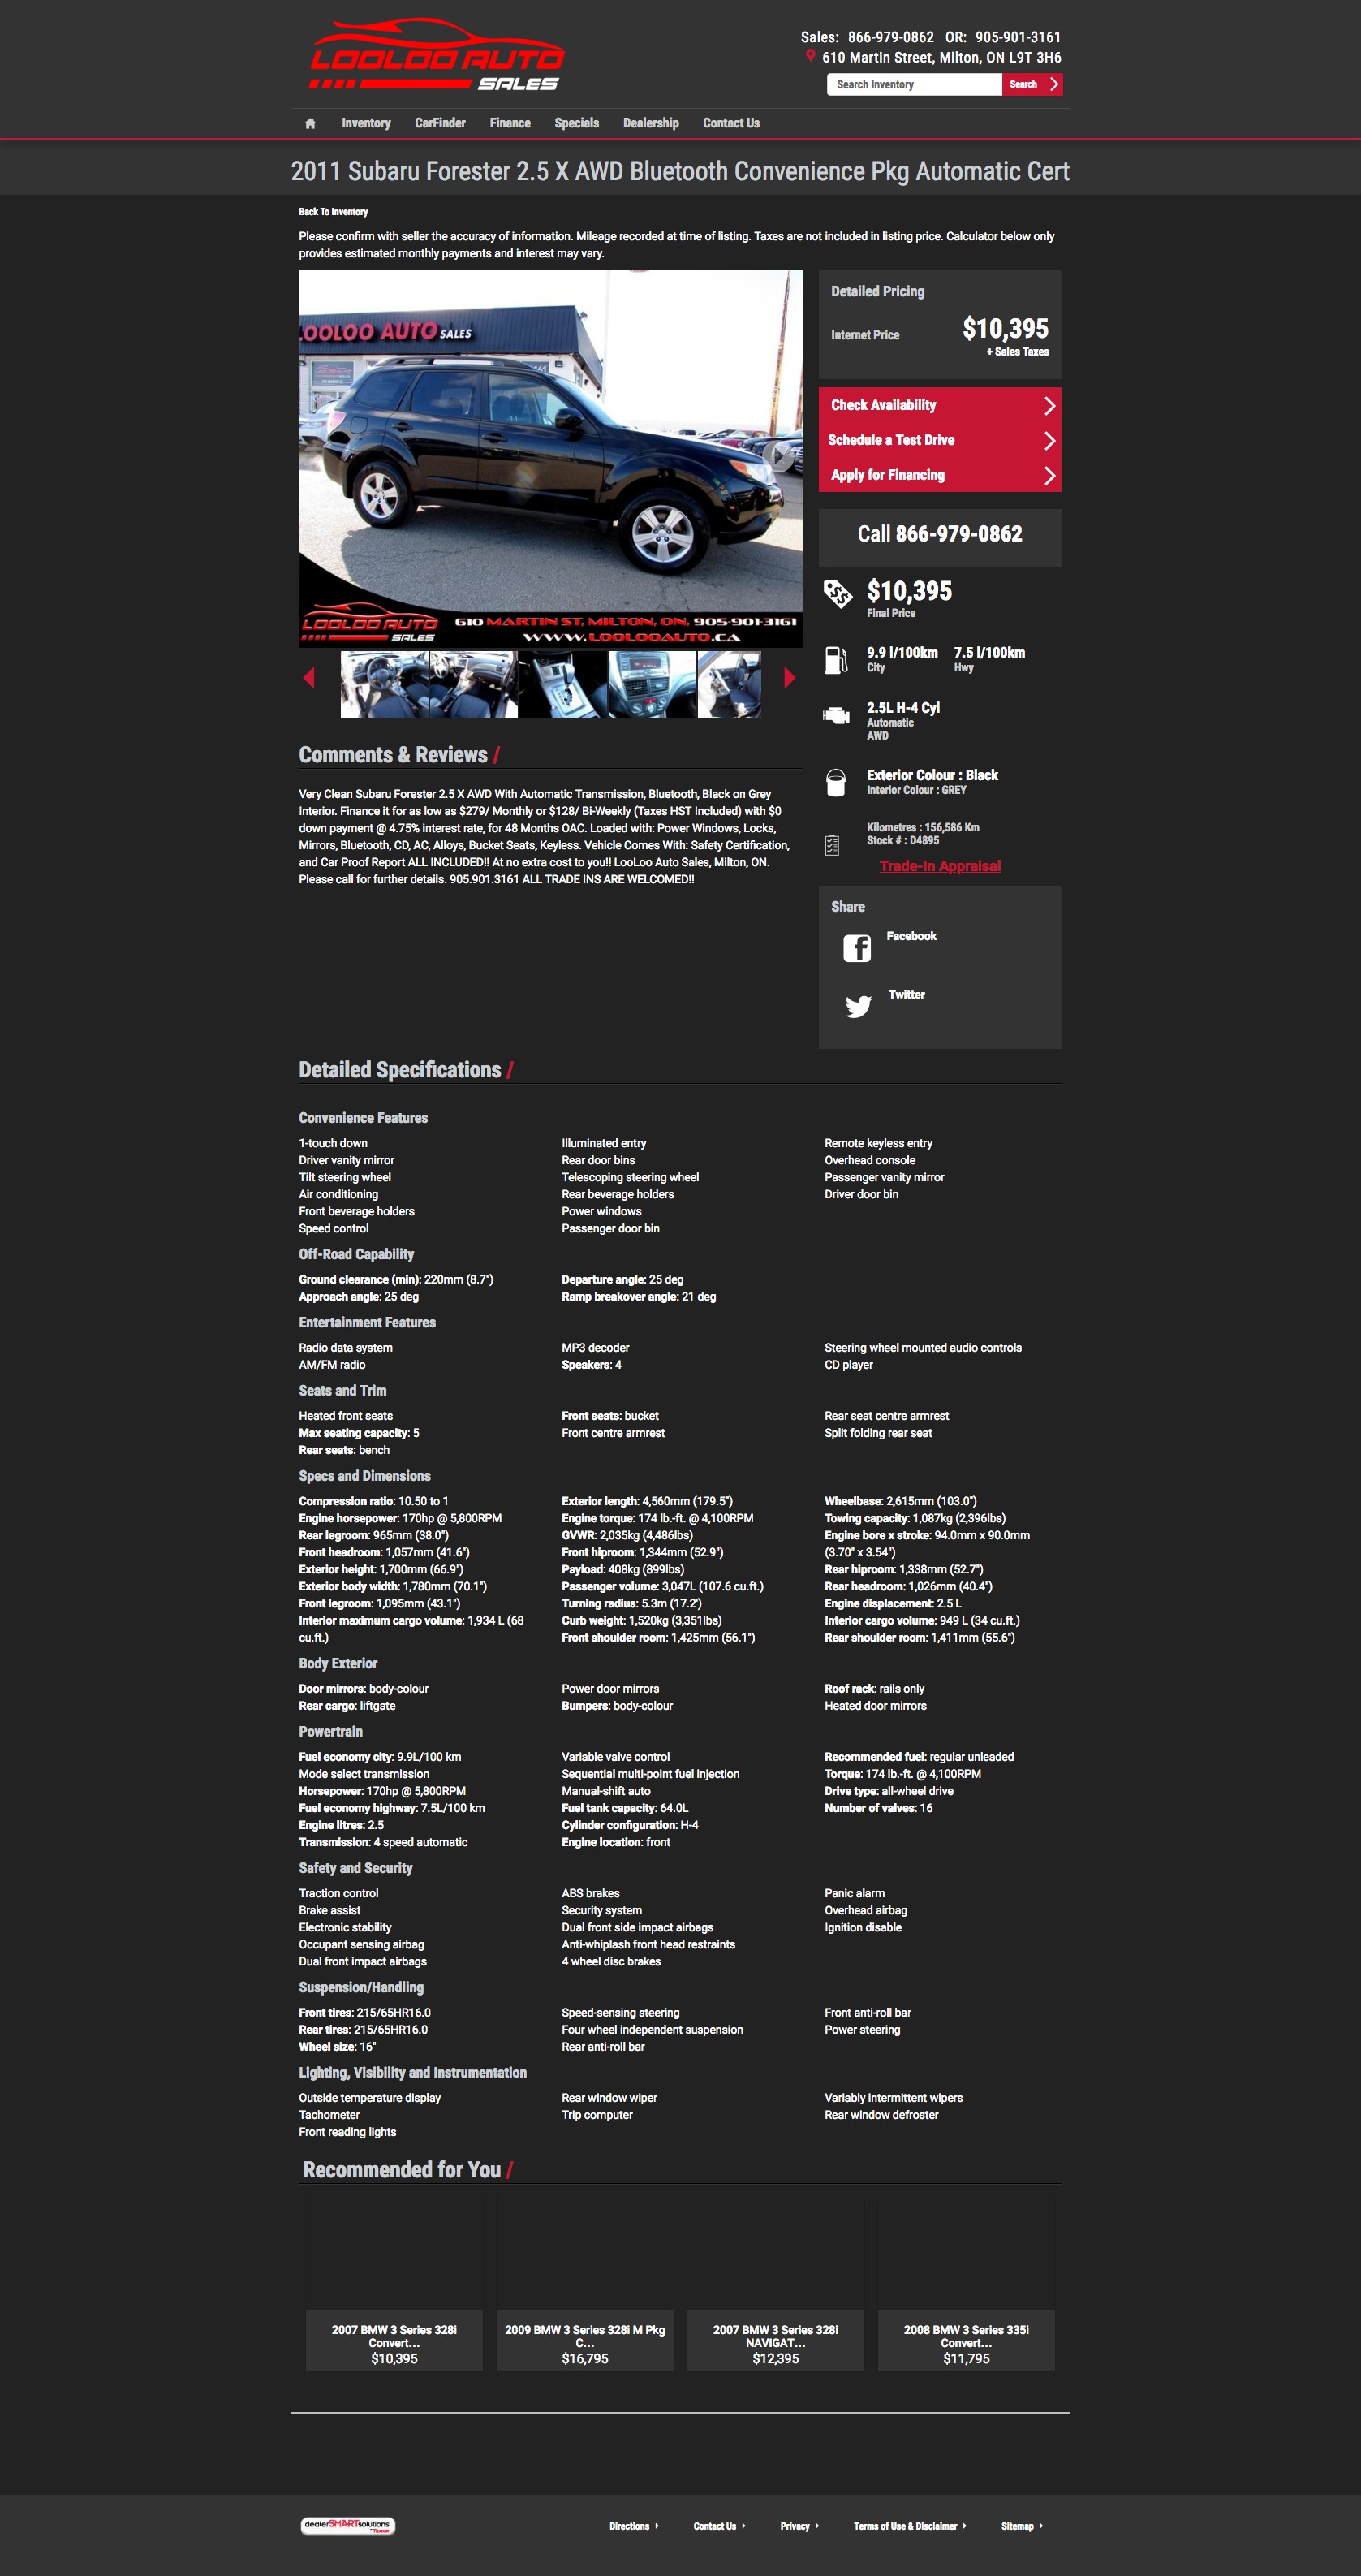 LOOLOO AUTO
SALES
Sales: 866-979-0862 OR: 905-901-3161
610 Martin Street, Milton, ON L9T 3H6
Search Inventory
Search
Inventory CarFinder Finance Specials Dealership Contact Us
2011 Subaru Forester 2.5 X AWD Bluetooth Convenience Pkg Automatic Cert
Back To Inventory
Please confirm with seller the accuracy of information. Mileage recorded at time of listing. Taxes are not included in listing price. Calculator below only
provides estimated monthly payments and interest may vary.
OOLOO AUTO SALES
LOOLOO AUTO
SALES
610 MARTIN ST, MILTON, ON, 905-901-3161
WWW.LOOLOOAUTO.CA
Detailed Pricing
Internet Price $10,395
+ Sales Taxes
Check Availability
Schedule a Test Drive
Apply for Financing
Call 866-979-0862
$10,395
Final Price
9.9 l/100km 7.5 l/100km
City Hwy
2.5L H-4 Cyl
Automatic
AWD
Exterior Colour : Black
Interior Colour : GREY
Kilometres : 156,586 Km
Stock # : D4895
Trade-In Appraisal
Share
Facebook
Twitter
Comments & Reviews /
Very Clean Subaru Forester 2.5 X AWD With Automatic Transmission, Bluetooth, Black on Grey
Interior. Finance it for as low as $279/ Monthly or $128/ Bi-Weekly (Taxes HST Included) with $0
down payment @ 4.75% interest rate, for 48 Months OAC. Loaded with: Power Windows, Locks,
Mirrors, Bluetooth, CD, AC, Alloys, Bucket Seats, Keyless. Vehicle Comes With: Safety Certification,
and Car Proof Report ALL INCLUDED!! At no extra cost to you!! LooLoo Auto Sales, Milton, ON.
Please call for further details. 905.901.3161 ALL TRADE INS ARE WELCOMED!!
Detailed Specifications /
Convenience Features
1-touch down Illuminated entry Remote keyless entry
Driver vanity mirror Rear door bins Overhead console
Tilt steering wheel Telescoping steering wheel Passenger vanity mirror
Air conditioning Rear beverage holders Driver door bin
Front beverage holders Power windows
Speed control Passenger door bin
Off-Road Capability
Ground clearance (min): 220mm (8.7") Departure angle: 25 deg
Approach angle: 25 deg Ramp breakover angle: 21 deg
Entertainment Features
Radio data system MP3 decoder Steering wheel mounted audio controls
AM/FM radio Speakers: 4 CD player
Seats and Trim
Heated front seats Front seats: bucket Rear seat centre armrest
Max seating capacity: 5 Front centre armrest Split folding rear seat
Rear seats: bench
Specs and Dimensions
Compression ratio: 10.50 to 1 Exterior length: 4,560mm (179.5") Wheelbase: 2,615mm (103.0")
Engine horsepower: 170hp @ 5,800RPM Engine torque: 174 lb.-ft. @ 4,100RPM Towing capacity: 1,087kg (2,396lbs)
Rear legroom: 965mm (38.0") GVWR: 2,035kg (4,486lbs) Engine bore x stroke: 94.0mm x 90.0mm
Front headroom: 1,057mm (41.6") Front hiproom: 1,344mm (52.9") (3.70" x 3.54")
Exterior height: 1,700mm (66.9") Payload: 408kg (899lbs) Rear hiproom: 1,338mm (52.7")
Exterior body width: 1,780mm (70.1") Passenger volume: 3,047L (107.6 cu.ft.) Rear headroom: 1,026mm (40.4")
Front legroom: 1,095mm (43.1") Turning radius: 5.3m (17.2') Engine displacement: 2.5 L
Interior maximum cargo volume: 1,934 L (68 Curb weight: 1,520kg (3,351lbs) Interior cargo volume: 949 L (34 cu.ft.)
cu.ft.) Front shoulder room: 1,425mm (56.1") Rear shoulder room: 1,411mm (55.6")
Body Exterior
Door mirrors: body-colour Power door mirrors Roof rack: rails only
Rear cargo: liftgate Bumpers: body-colour Heated door mirrors
Powertrain
Fuel economy city: 9.9L/100 km Variable valve control Recommended fuel: regular unleaded
Mode select transmission Sequential multi-point fuel injection Torque: 174 lb.-ft. @ 4,100RPM
Horsepower: 170hp @ 5,800RPM Manual-shift auto Drive type: all-wheel drive
Fuel economy highway: 7.5L/100 km Fuel tank capacity: 64.0L Number of valves: 16
Engine litres: 2.5 Cylinder configuration: H-4
Transmission: 4 speed automatic Engine location: front
Safety and Security
Traction control ABS brakes Panic alarm
Brake assist Security system Overhead airbag
Electronic stability Dual front side impact airbags Ignition disable
Occupant sensing airbag Anti-whiplash front head restraints
Dual front impact airbags 4 wheel disc brakes
Suspension/Handling
Front tires: 215/65HR16.0 Speed-sensing steering Front anti-roll bar
Rear tires: 215/65HR16.0 Four wheel independent suspension Power steering
Wheel size: 16" Rear anti-roll bar
Lighting, Visibility and Instrumentation
Outside temperature display Rear window wiper Variably intermittent wipers
Tachometer Trip computer Rear window defroster
Front reading lights
Recommended for You /
2007 BMW 3 Series 328i
Convert...
$10,395
2009 BMW 3 Series 328i M Pkg
C...
$16,795
2007 BMW 3 Series 328i
NAVIGAT...
$12,395
2008 BMW 3 Series 335i
Convert...
$11,795
dealerSMARTsolutions
Directions Contact Us Privacy Terms of Use & Disclaimer Sitemap